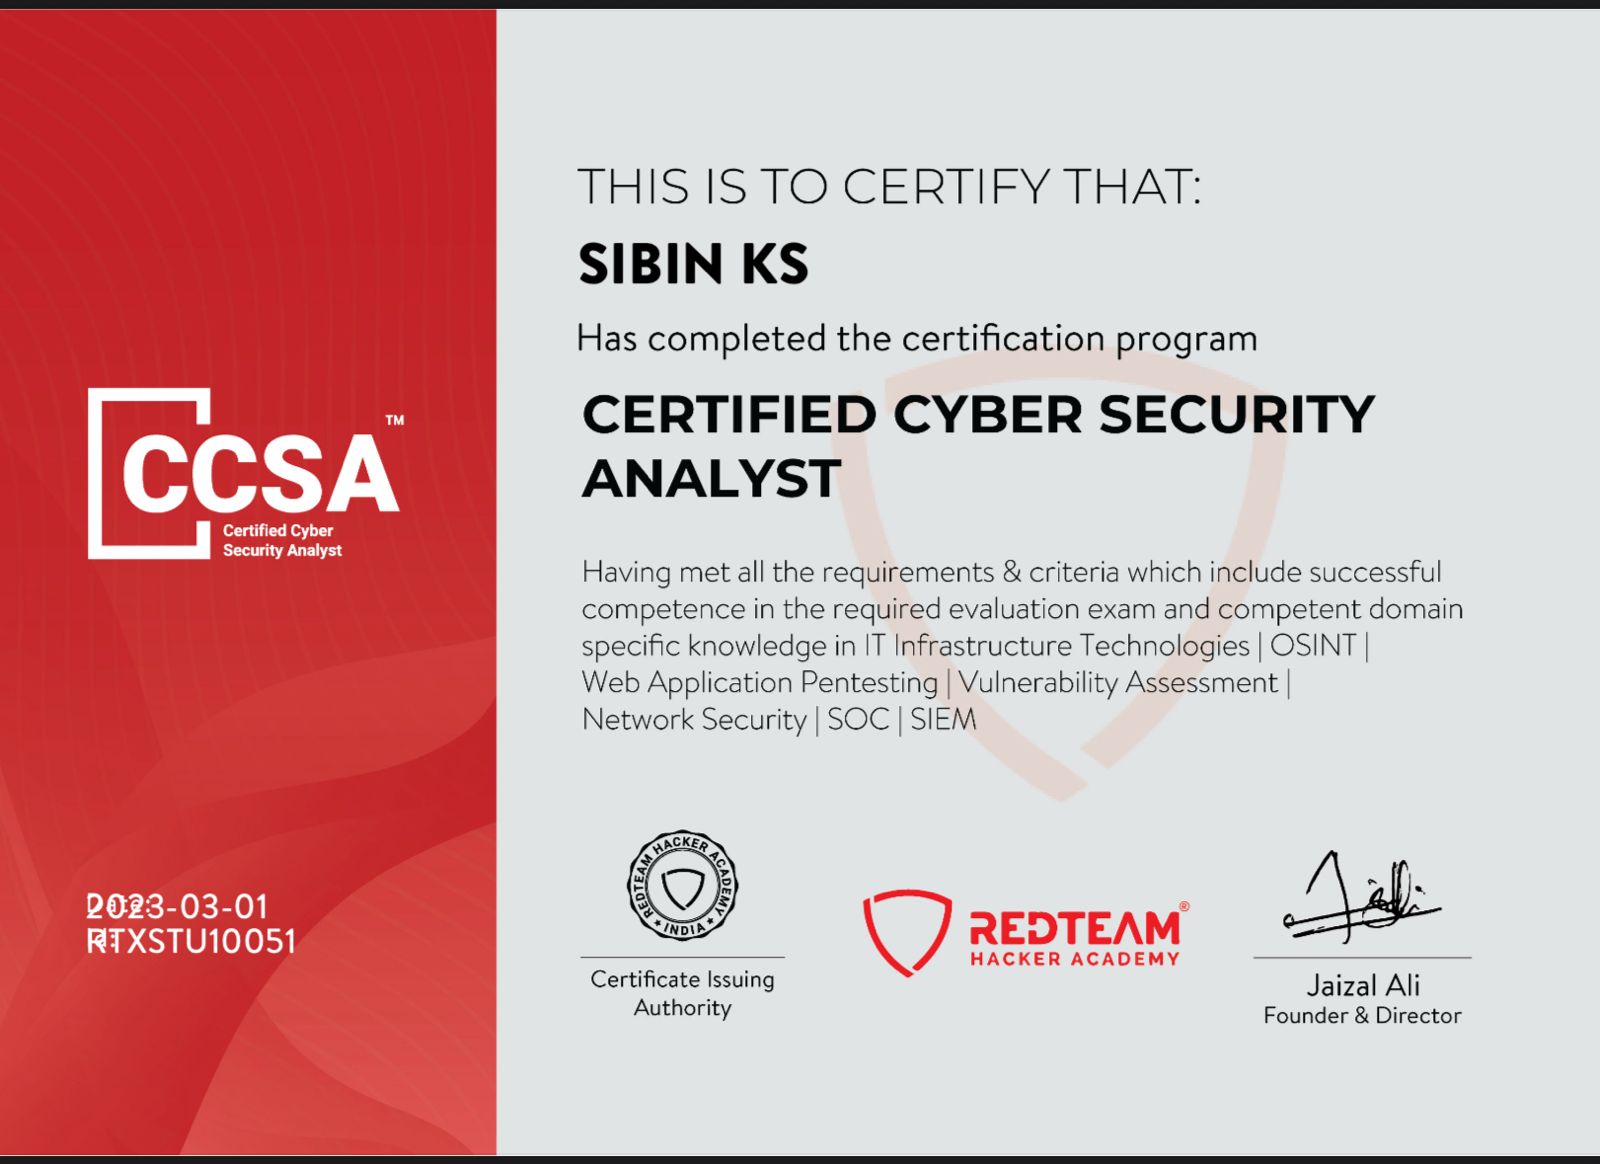 THIS IS TO CERTIFY THAT:
SIBIN KS
Has completed the certification program
CERTIFIED CYBER SECURITY
ANALYST
Having met all the requirements & criteria which include successful
competence in the required evaluation exam and competent domain
specific knowledge in IT Infrastructure Technologies | OSINT |
Web Application Pentesting | Vulnerability Assessment |
Network Security | SOC | SIEM
CCSA™
Certified Cyber
Security Analyst
Date:
2023-03-01
RTXSTU10051
REDTEAM HACKER ACADEMY
INDIA
Certificate Issuing
Authority
REDTEAM®
HACKER ACADEMY
Jaizal Ali
Founder & Director